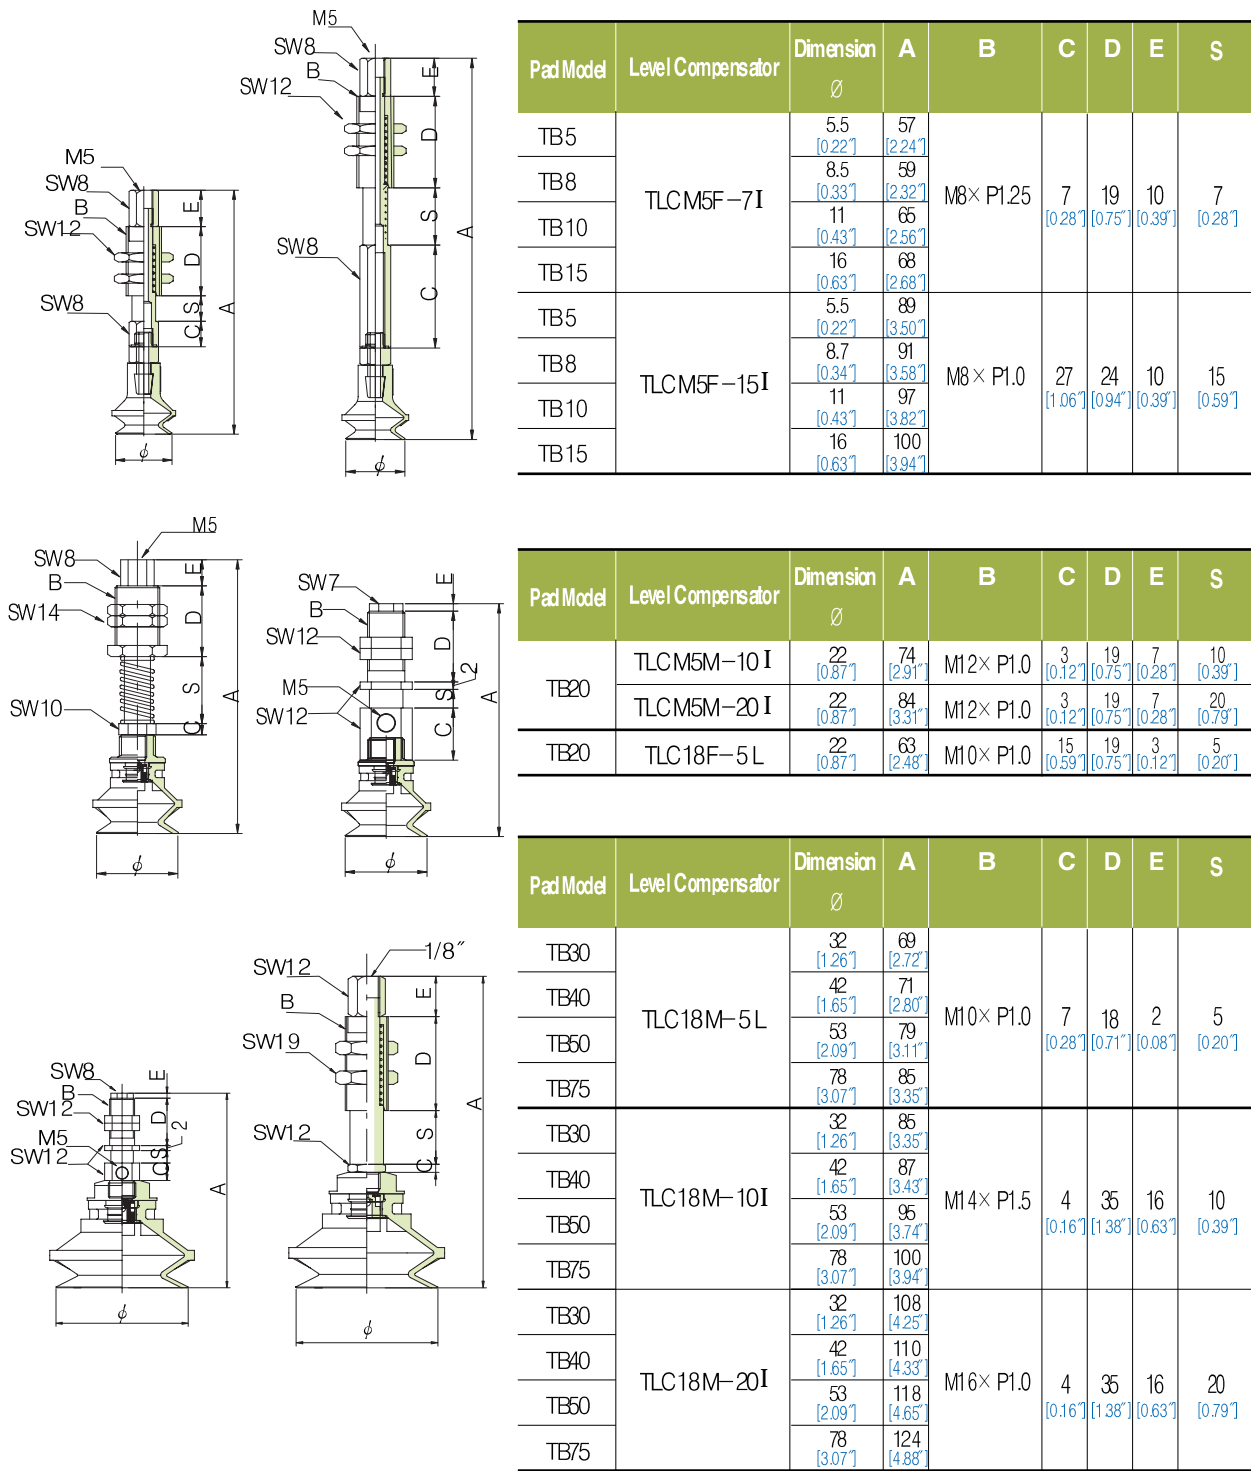 M5
SW8
B
SW12
SW8
E
D
S
C
A
ϕ
M5
SW8
B
SW12
SW8
E
D
S
C
A
ϕ
Pad Model Level Compensator Dimension Ø A B C D E S
TB5 5.5 57
[0.22″] [2.24″]
TB8 8.5 59
[0.33″] [2.32″]
TLCM5F-7I M8× P1.25 7 19 10 7
[0.28″] [0.75″] [0.39″] [0.28″]
TB10 11 65
[0.43″] [2.56″]
TB15 16 68
[0.63″] [2.68″]
TB5 5.5 89
[0.22″] [3.50″]
TB8 8.7 91
[0.34″] [3.58″]
TLCM5F-15I M8× P1.0 27 24 10 15
[1.06″] [0.94″] [0.39″] [0.59″]
TB10 11 97
[0.43″] [3.82″]
TB15 16 100
[0.63″] [3.94″]
M5
SW8
B
SW14
SW10
E
D
S
C
A
ϕ
SW7
B
SW12
M5
SW12
E
D
2
S
C
A
ϕ
Pad Model Level Compensator Dimension Ø A B C D E S
TB20 TLCM5M-10I 22 74 M12× P1.0 3 19 7 10
[0.87″] [2.91″] [0.12″] [0.75″] [0.28″] [0.39″]
TLCM5M-20I 22 84 M12× P1.0 3 19 7 20
[0.87″] [3.31″] [0.12″] [0.75″] [0.28″] [0.79″]
TB20 TLC18F-5L 22 63 M10× P1.0 15 19 3 5
[0.87″] [2.48″] [0.59″] [0.75″] [0.12″] [0.20″]
SW8
B
SW12
M5
SW12
E
D
2
S
C
A
ϕ
1/8″
SW12
B
SW19
SW12
E
D
S
C
A
ϕ
Pad Model Level Compensator Dimension Ø A B C D E S
TB30 32 69
[1.26″] [2.72″]
TB40 42 71
[1.65″] [2.80″]
TLC18M-5L M10× P1.0 7 18 2 5
[0.28″] [0.71″] [0.08″] [0.20″]
TB50 53 79
[2.09″] [3.11″]
TB75 78 85
[3.07″] [3.35″]
TB30 32 85
[1.26″] [3.35″]
TB40 42 87
[1.65″] [3.43″]
TLC18M-10I M14× P1.5 4 35 16 10
[0.16″] [1.38″] [0.63″] [0.39″]
TB50 53 95
[2.09″] [3.74″]
TB75 78 100
[3.07″] [3.94″]
TB30 32 108
[1.26″] [4.25″]
TB40 42 110
[1.65″] [4.33″]
TLC18M-20I M16× P1.0 4 35 16 20
[0.16″] [1.38″] [0.63″] [0.79″]
TB50 53 118
[2.09″] [4.65″]
TB75 78 124
[3.07″] [4.88″]